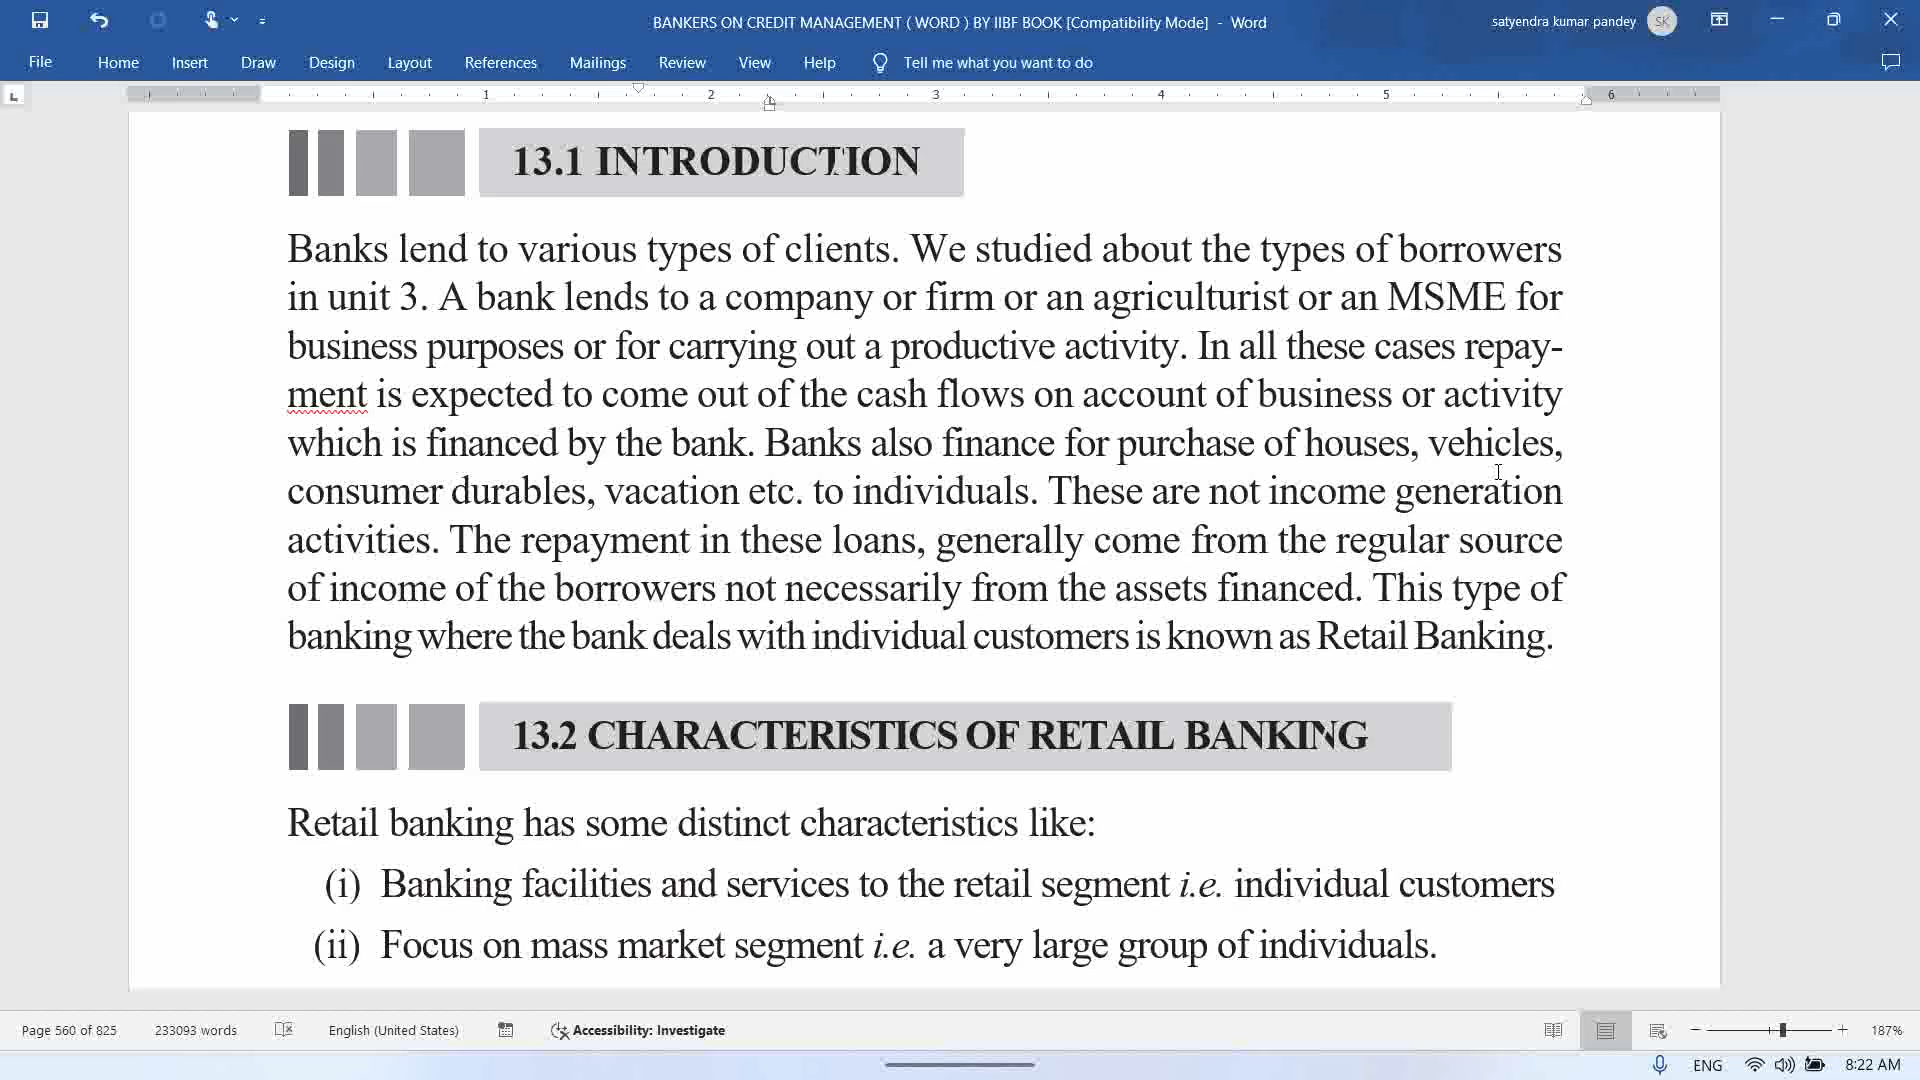 BANKERS ON CREDIT MANAGEMENT ( WORD ) BY IIBF BOOK [Compatibility Mode] - Word
satyendra kumar pandey SK
File Home Insert Draw Design Layout References Mailings Review View Help Tell me what you want to do
1 2 3 4 5 6
13.1 INTRODUCTION
Banks lend to various types of clients. We studied about the types of borrowers
in unit 3. A bank lends to a company or firm or an agriculturist or an MSME for
business purposes or for carrying out a productive activity. In all these cases repay-
ment is expected to come out of the cash flows on account of business or activity
which is financed by the bank. Banks also finance for purchase of houses, vehicles,
consumer durables, vacation etc. to individuals. These are not income generation
activities. The repayment in these loans, generally come from the regular source
of income of the borrowers not necessarily from the assets financed. This type of
banking where the bank deals with individual customers is known as Retail Banking.
13.2 CHARACTERISTICS OF RETAIL BANKING
Retail banking has some distinct characteristics like:
(i) Banking facilities and services to the retail segment i.e. individual customers
(ii) Focus on mass market segment i.e. a very large group of individuals.
Page 560 of 825 233093 words English (United States) Accessibility: Investigate 187%
ENG 8:22 AM